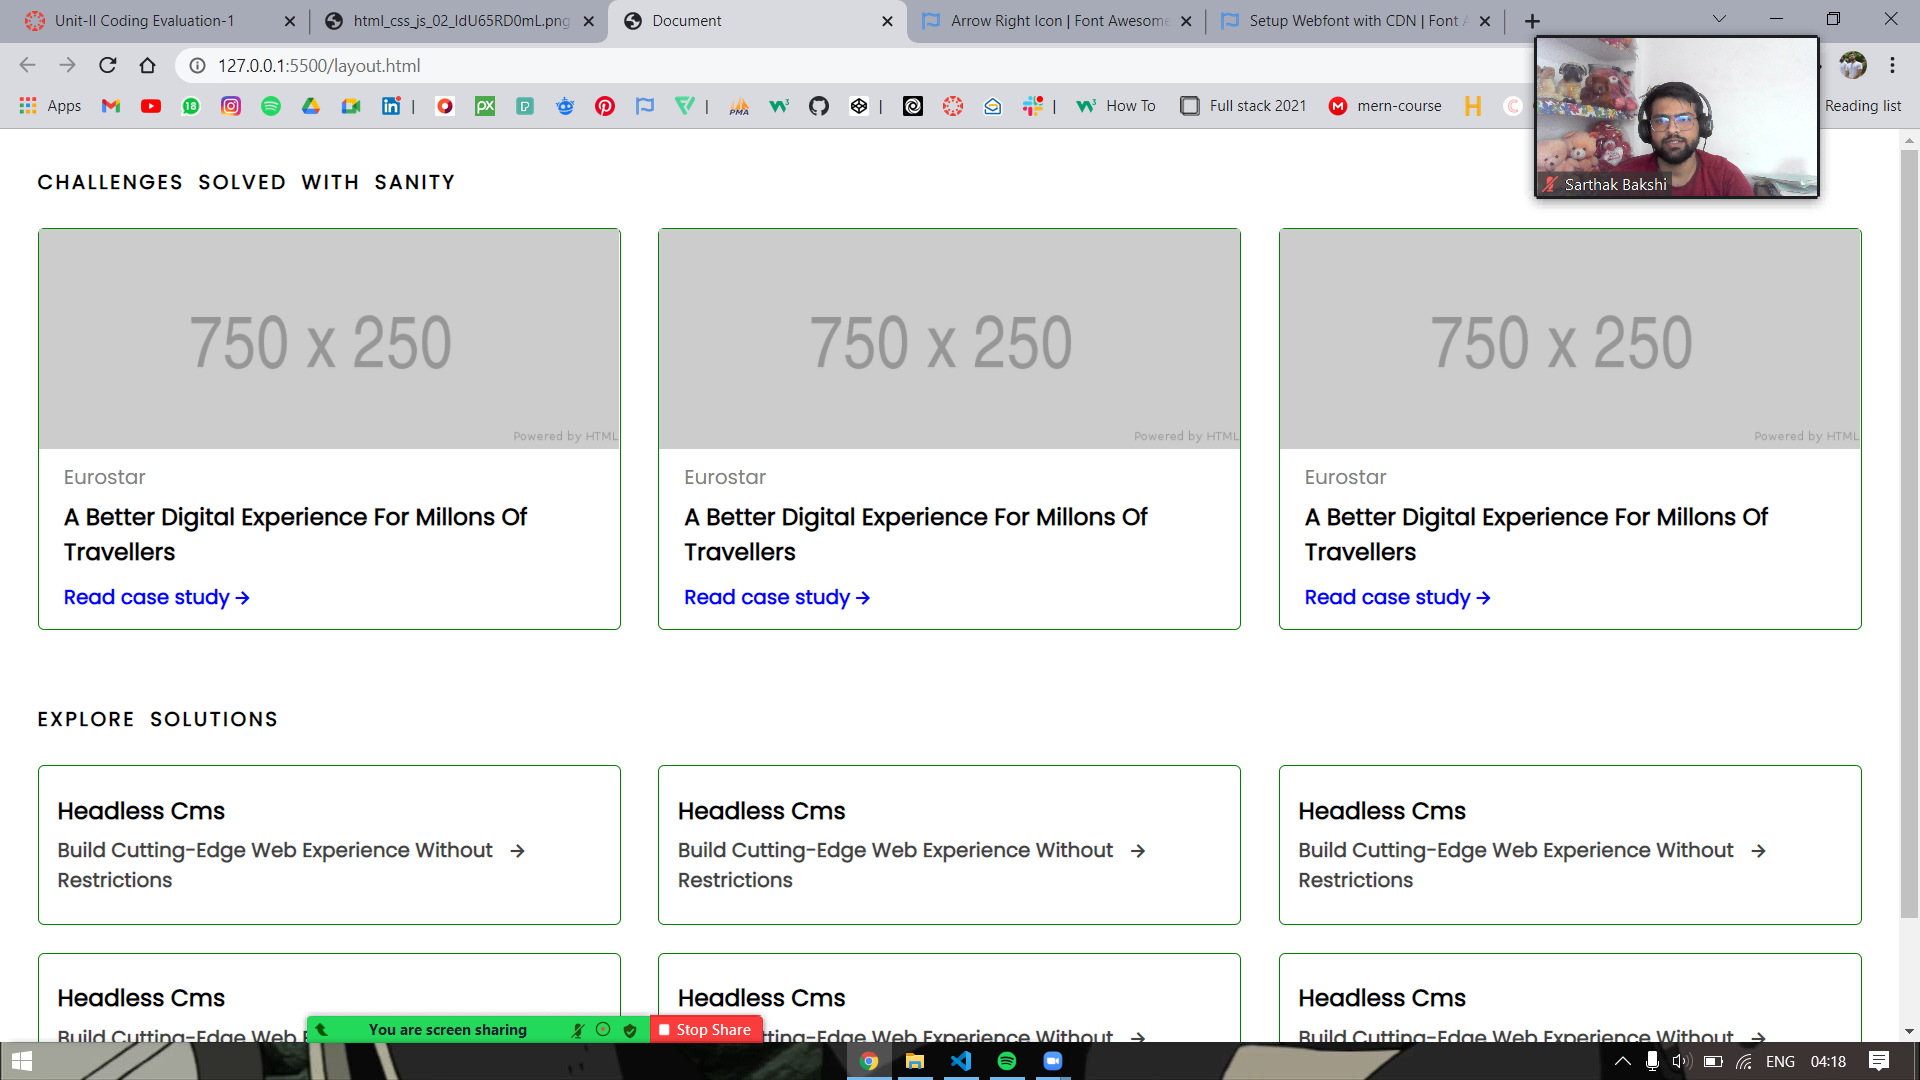 Unit-II Coding Evaluation-1
html_css_js_02_IdU65RD0mL.png
Document
Arrow Right Icon | Font Awesome
Setup Webfont with CDN | Font A
127.0.0.1:5500/layout.html
Apps
18
in
|
px
P
|
PMA
W3
|
|
W3 How To
Full stack 2021
M mern-course
H
C
Reading list
Sarthak Bakshi
CHALLENGES SOLVED WITH SANITY
750 x 250
750 x 250
750 x 250
Powered by HTML
Powered by HTML
Powered by HTML
Eurostar
Eurostar
Eurostar
A Better Digital Experience For Millons Of
Travellers
A Better Digital Experience For Millons Of
Travellers
A Better Digital Experience For Millons Of
Travellers
Read case study →
Read case study →
Read case study →
EXPLORE SOLUTIONS
Headless Cms
Build Cutting-Edge Web Experience Without →
Restrictions
Headless Cms
Build Cutting-Edge Web Experience Without →
Restrictions
Headless Cms
Build Cutting-Edge Web Experience Without →
Restrictions
Headless Cms
Build Cutting-Edge Web
Headless Cms
Cutting-Edge Web Experience Without →
Headless Cms
Build Cutting-Edge Web Experience Without →
You are screen sharing
Stop Share
ENG
04:18